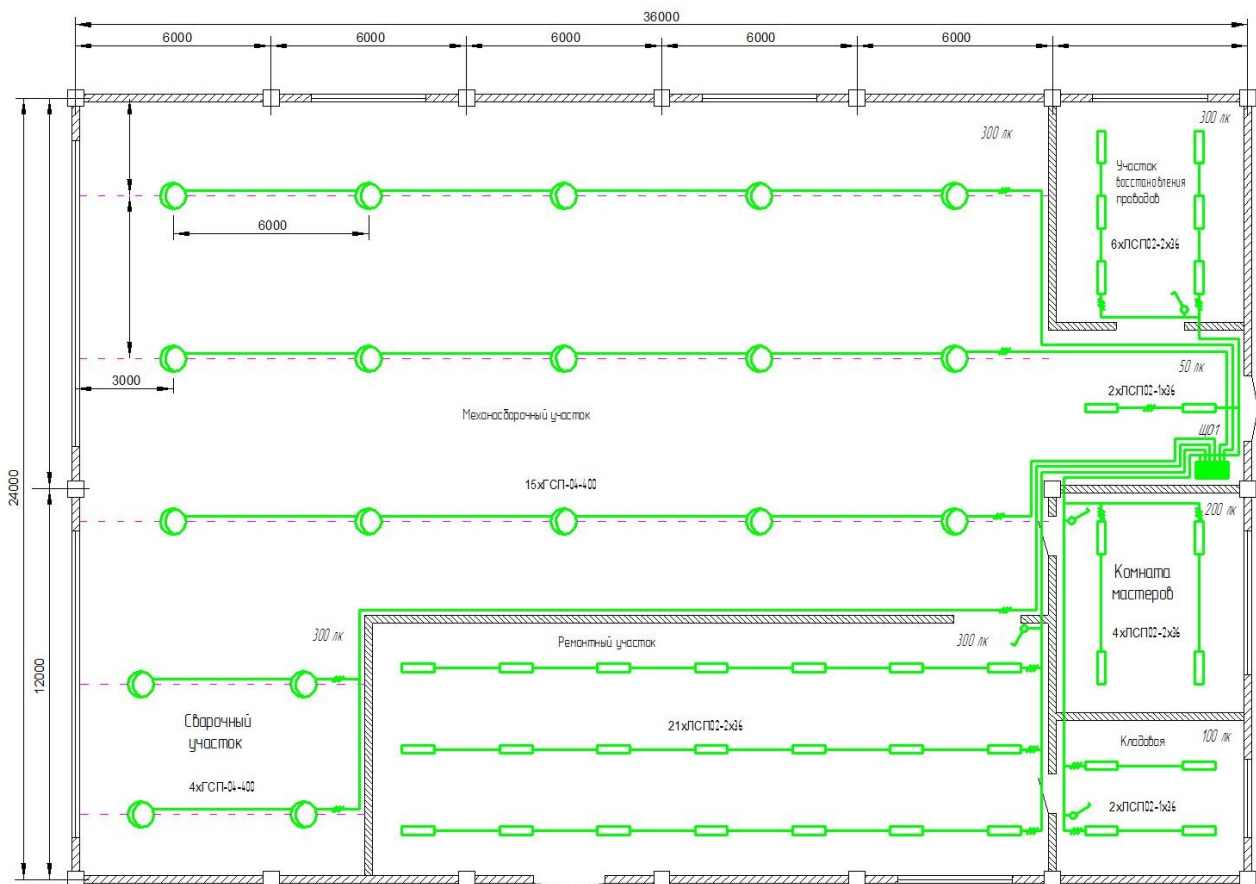 36000
6000
6000
6000
6000
6000
300 лк
300 лк
Участок
восстановления
проводов
6000
6хЛСП02-2х36
3000
50 лк
2хЛСП02-1х36
Механосборочный участок
ЩО1
24000
15хГСП-04-400
200 лк
Комната
мастеров
300 лк
Ремонтный участок
300 лк
4хЛСП02-2х36
12000
Сварочный
участок
21хЛСП02-2х36
Кладовая
100 лк
4хГСП-04-400
2хЛСП02-1х36